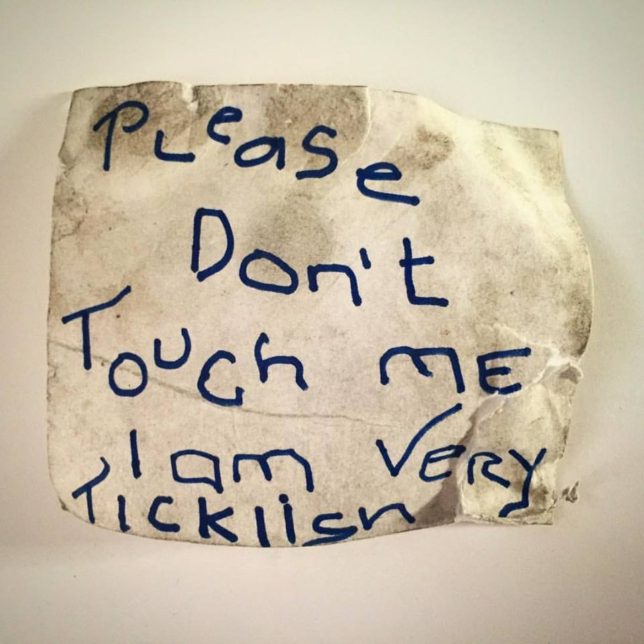 PLease
Don't
Touch mE
I am VERy
TICKlish